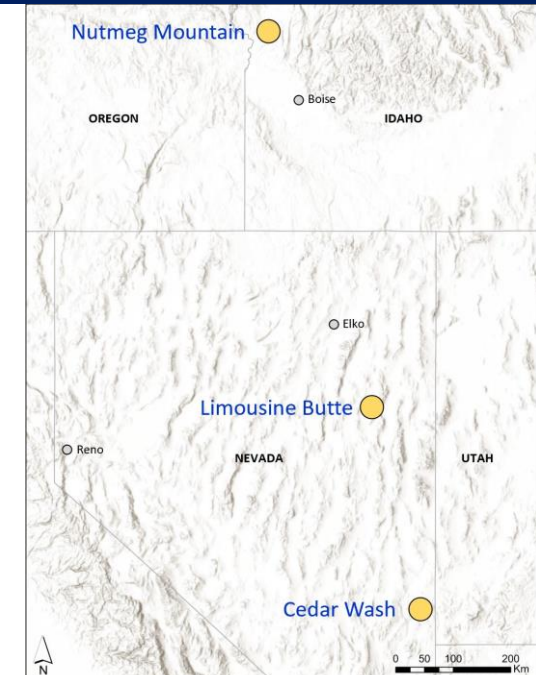 Nutmeg Mountain
Boise
OREGON
IDAHO
Elko
Limousine Butte
Reno
NEVADA
UTAH
Cedar Wash
0 50 100 200
Km
N